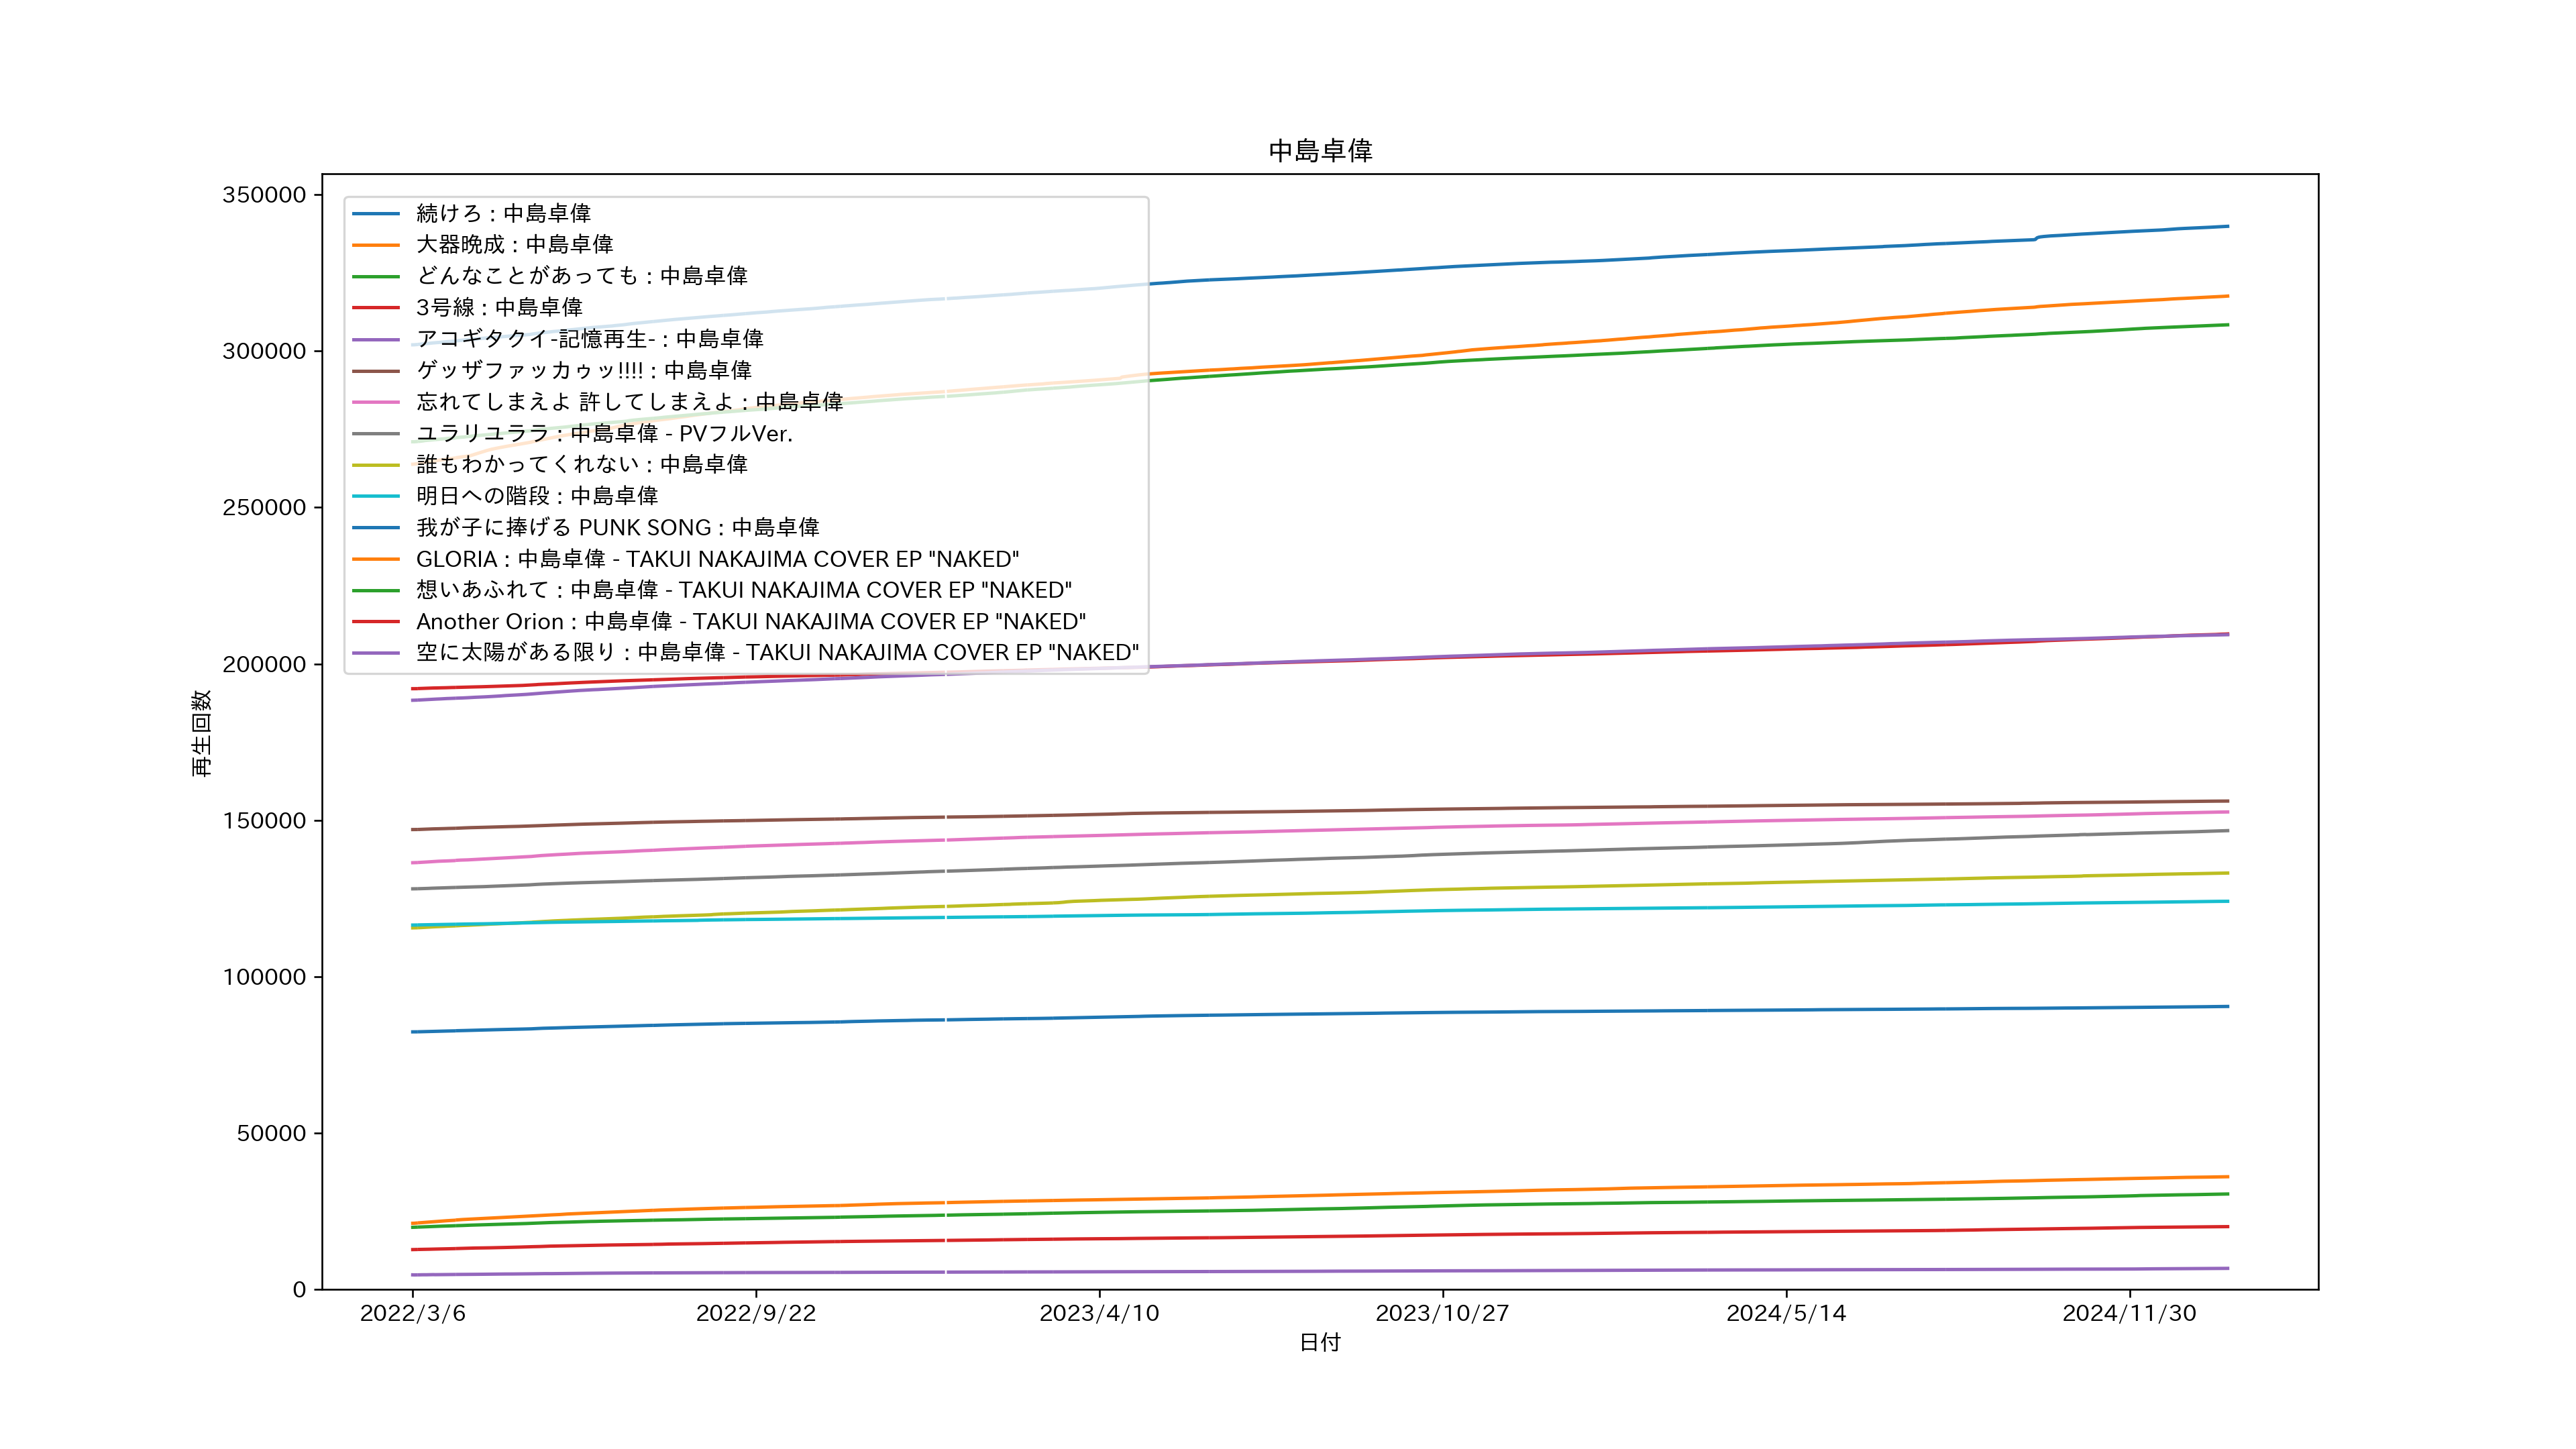 中島卓偉
350000
300000
250000
200000
150000
100000
50000
0
再生回数
続けろ : 中島卓偉
大器晩成 : 中島卓偉
どんなことがあっても : 中島卓偉
3号線 : 中島卓偉
アコギタクイ-記憶再生- : 中島卓偉
ゲッザファッカゥッ!!!! : 中島卓偉
忘れてしまえよ 許してしまえよ : 中島卓偉
ユラリユララ : 中島卓偉 - PVフルVer.
誰もわかってくれない : 中島卓偉
明日への階段 : 中島卓偉
我が子に捧げる PUNK SONG : 中島卓偉
GLORIA : 中島卓偉 - TAKUI NAKAJIMA COVER EP "NAKED"
想いあふれて : 中島卓偉 - TAKUI NAKAJIMA COVER EP "NAKED"
Another Orion : 中島卓偉 - TAKUI NAKAJIMA COVER EP "NAKED"
空に太陽がある限り : 中島卓偉 - TAKUI NAKAJIMA COVER EP "NAKED"
2022/3/6
2022/9/22
2023/4/10
2023/10/27
2024/5/14
2024/11/30
日付